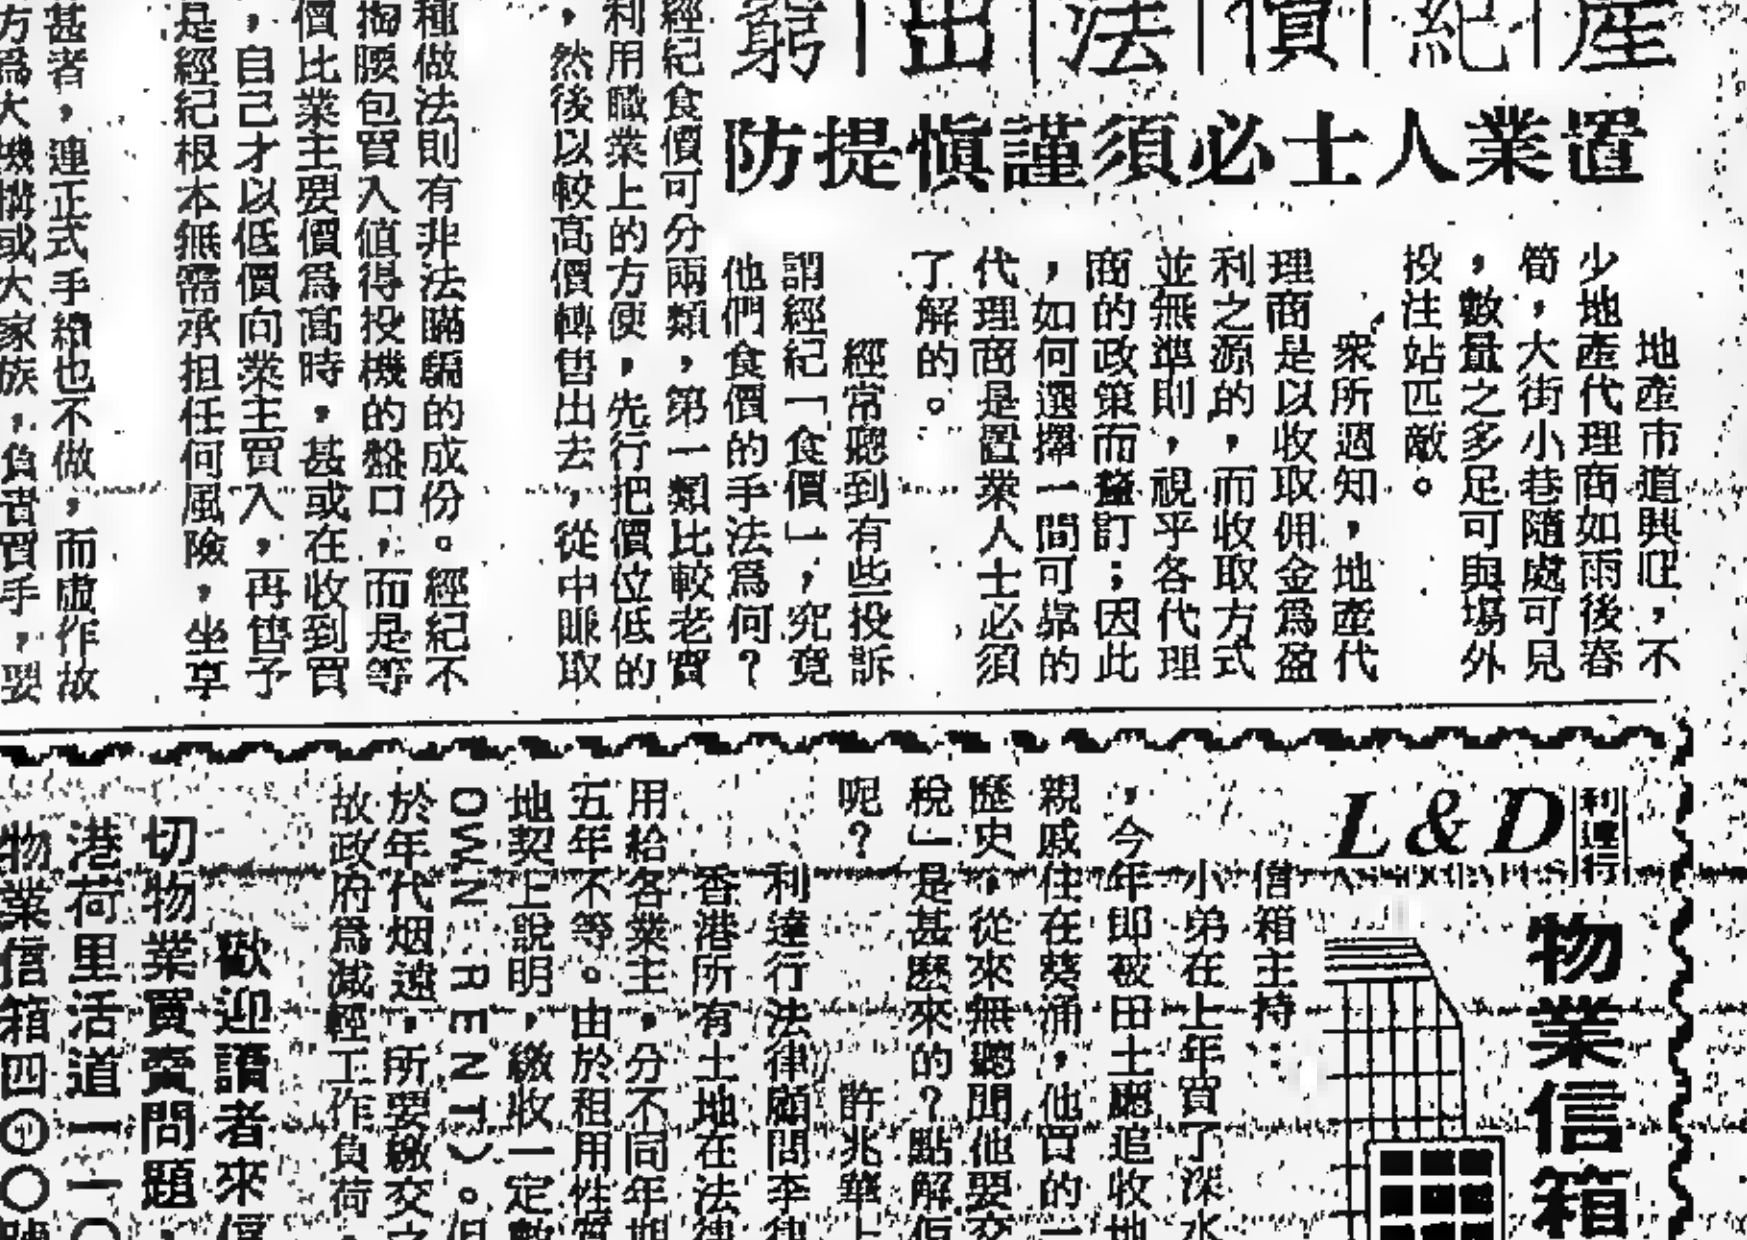 產紀價法出窮
置業人士必須謹愼提防
地產市道興旺,不
少地產代理商如雨後春
筍,大街小巷隨處可見
,數量之多足可與場外
投注站匹敵。
衆所週知,地產代
理商是以收取佣金爲盈
利之源的,而收取方式
並無準則,視乎各代理
商的政策而釐訂;因此
,如何選擇一間可靠的
代理商是置業人士必須
了解的。
經常聽到有些投訴
謂經紀「食價」,究竟
他們食價的手法爲何?
經紀食價可分兩類,第一類比較老實
利用職業上的方便,先行把價位低的
,然後以較高價轉售出去,從中賺取
種做法則有非法瞞騙的成份。經紀不
掏腰包買入值得投機的盤口,而是等
價比業主要價爲高時,甚或在收到買
,自己才以低價向業主買入,再售予
是經紀根本無需承担任何風險,坐享
甚者,連正式手續也不做,而虛作故
方爲大機構或大家族,負責買手,要
L&D
利達行
ASSOCIATES
物業信箱
信箱主持:
小弟在上年買了深水
,今年即被田土廳追收地
親戚住在葵涌,他買的一
歷史,從來無聽聞他要交
稅」是甚麽來的?點解佢
呢?
許兆華上
利達行法律顧問李律
香港所有土地在法律
用給各業主,分不同年期
五年不等。由於租用性質
地契上說明,繳收一定數
OWN RENT)。但
於年代烟遠,所要繳交之
故政府爲減輕工作負荷,
歡迎讀者來信
切物業買賣問題,
港荷里活道一一〇
物業信箱四〇〇號